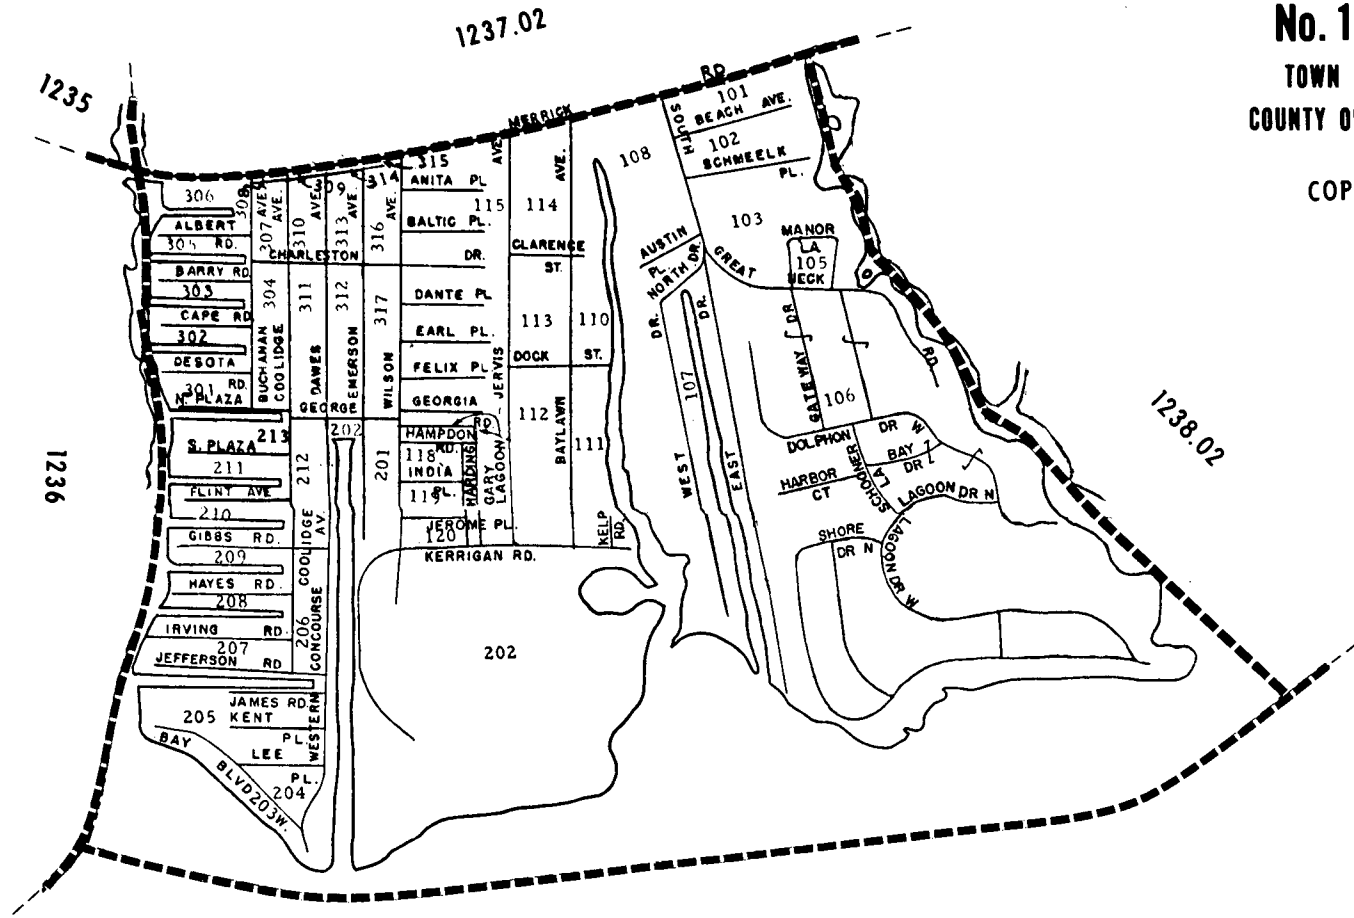 1237.02
No. 1
TOWN
COUNTY O
COP
1235
1236
1238.02
MERRICK
RD
SOUTH
101
BEACH AVE.
102
SCHMEELK
PL.
108
103
MANOR
LA
105
NECK
GREAT
RD
AUSTIN
PL.
NORTH DR.
DR.
DR.
WEST
EAST
107
GATEWAY DR
106
DOLPHON
DR W
BAY
DR
HARBOR
CT
SCHOONER
LA
LAGOON DR N
LAGOON DR W
SHORE
DR N
306
308
ALBERT
RD.
BARRY RD
303
CAPE RD
302
DESOTA
RD.
301
N. PLAZA
S. PLAZA
213
211
FLINT AVE
210
GIBBS RD.
209
HAYES RD.
208
IRVING RD
207
JEFFERSON RD
JAMES RD.
205
KENT
PL.
LEE
PL.
204
BAY
BLVD 203 W.
307
AVE.
AVE.
310
AVE.
309
313
AVE.
314
316
AVE.
315
CHARLESTON
DR.
304
311
312
317
BUCHANAN
COOLIDGE
DAWES
EMERSON
WILSON
GEORGE
202
212
201
COOLIDGE
AV.
206
WESTERN CONCOURSE
ANITA PL
115
BALTIC PL.
DANTE PL
EARL PL.
FELIX PL
GEORGIA
RD
HAMPDON
RD.
118
INDIA
PL.
119
JEROME PL.
120
KERRIGAN RD.
HARDING
GARY
LAGOON
JERVIS
AVE
114
AVE.
CLARENCE
ST.
113
110
DOCK ST.
112
111
BAYLAWN
KELP
RD.
202